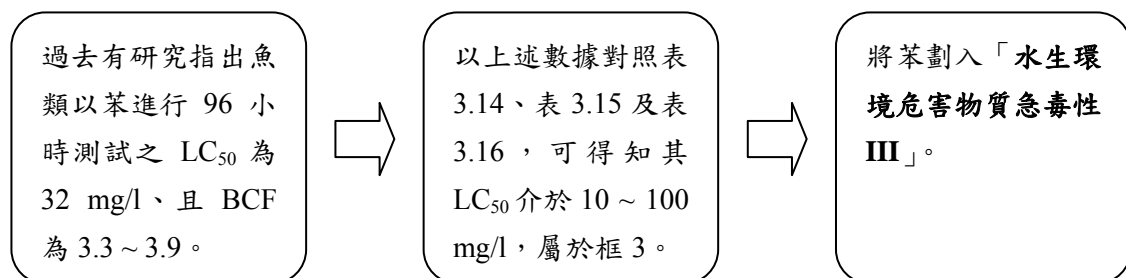 過去有研究指出魚
類以苯進行 96 小
時測試之 LC₅₀ 為
32 mg/l、且 BCF
為 3.3 ~ 3.9。
以上述數據對照表
3.14、表 3.15 及表
3.16，可得知其
LC₅₀ 介於 10 ~ 100
mg/l，屬於框 3。
將苯劃入「水生環
境危害物質急毒性
III」。